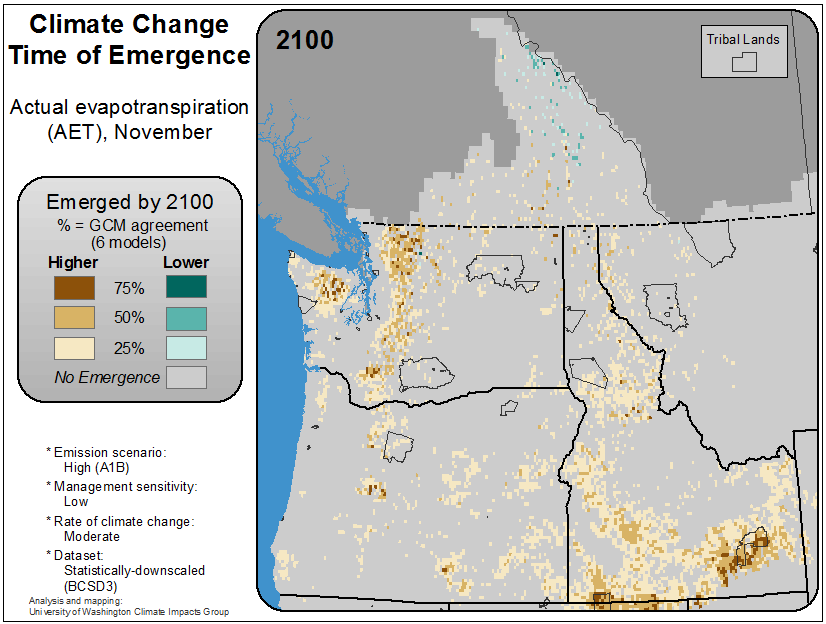 Climate Change
Time of Emergence
Actual evapotranspiration
(AET), November
Emerged by 2100
% = GCM agreement
(6 models)
Higher Lower
75%
50%
25%
No Emergence
* Emission scenario:
High (A1B)
* Management sensitivity:
Low
* Rate of climate change:
Moderate
* Dataset:
Statistically-downscaled
(BCSD3)
Analysis and mapping:
University of Washington Climate Impacts Group
2100
Tribal Lands